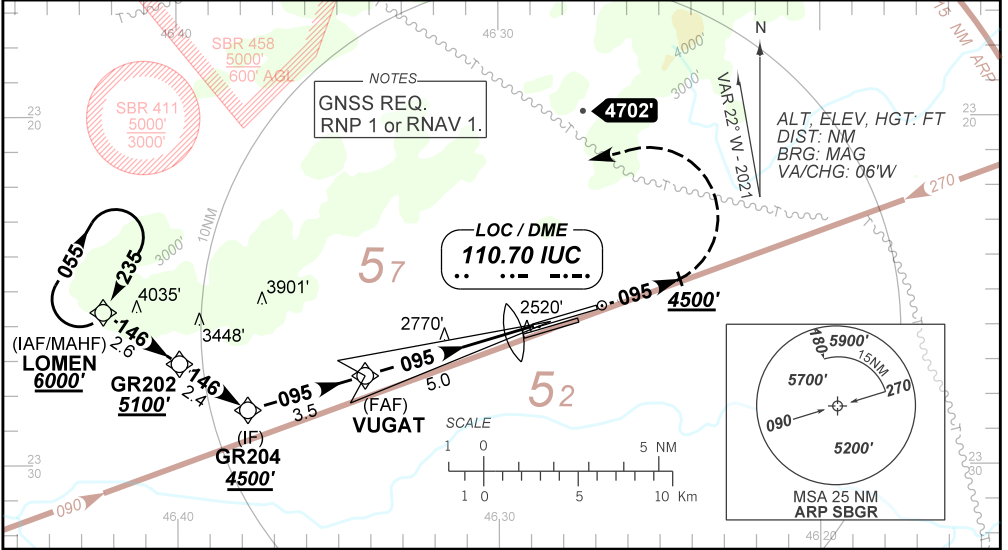 46.40
46.30
15 NM ARP
SBR 458
5000'
600' AGL
4000'
3000'
N
VAR 22° W - 2021
NOTES
GNSS REQ.
RNP 1 or RNAV 1.
SBR 411
5000'
3000'
4702'
23
20
23
20
ALT, ELEV, HGT: FT
DIST: NM
BRG: MAG
VA/CHG: 06'W
270
10NM
3000'
055
235
57
LOC / DME
110.70 IUC
4035'
3901'
3448'
2770'
2520'
095
4500'
146
2.6
(IAF/MAHF)
LOMEN
6000'
GR202
5100'
146
2.4
095
3.5
095
5.0
(FAF)
VUGAT
52
(IF)
GR204
4500'
SCALE
1 0 5 NM
1 0 5 10 Km
180
5900'
15NM
5700'
270
090
5200'
MSA 25 NM
ARP SBGR
23
30
23
30
090
46.40
46.30
46.20